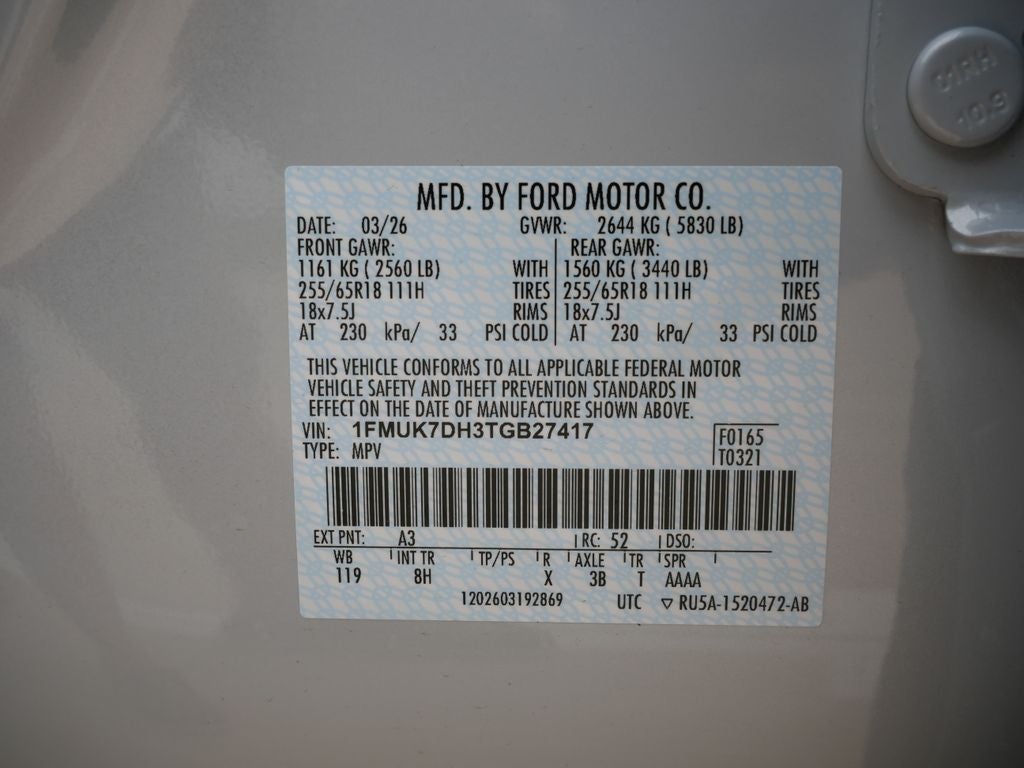 01RH
10.9
MFD. BY FORD MOTOR CO.
DATE: 03/26 GVWR: 2644 KG ( 5830 LB)
FRONT GAWR: REAR GAWR:
1161 KG ( 2560 LB) WITH 1560 KG ( 3440 LB) WITH
255/65R18 111H TIRES 255/65R18 111H TIRES
18x7.5J RIMS 18x7.5J RIMS
AT 230 kPa/ 33 PSI COLD AT 230 kPa/ 33 PSI COLD
THIS VEHICLE CONFORMS TO ALL APPLICABLE FEDERAL MOTOR
VEHICLE SAFETY AND THEFT PREVENTION STANDARDS IN
EFFECT ON THE DATE OF MANUFACTURE SHOWN ABOVE.
VIN: 1FMUK7DH3TGB27417 F0165
TYPE: MPV T0321
EXT PNT: A3 RC: 52 DSO:
WB INT TR TP/PS R AXLE TR SPR
119 8H X 3B T AAAA
1202603192869 UTC ▽ RU5A-1520472-AB